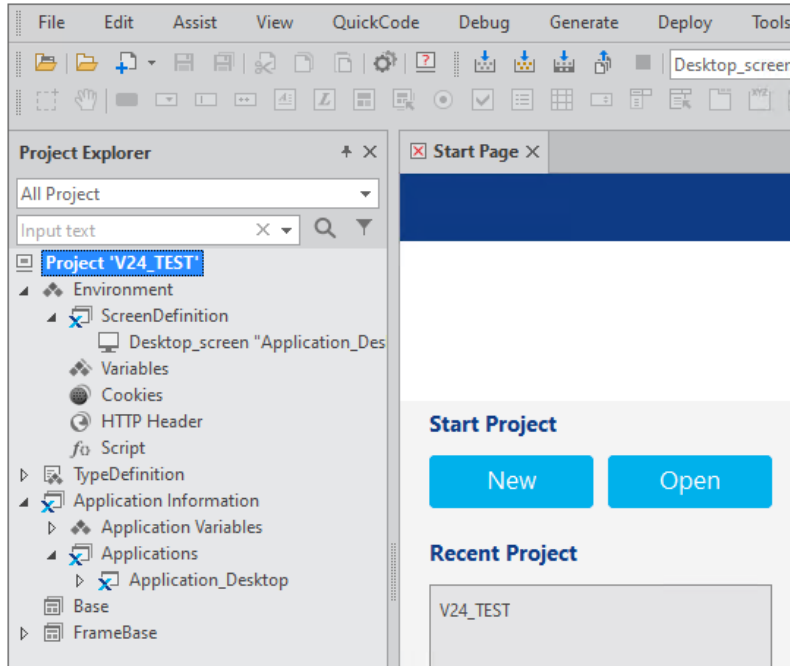 File Edit Assist View QuickCode Debug Generate Deploy Tools
Desktop_screen
Project Explorer
Start Page
All Project
Input text
Project 'V24_TEST'
Environment
ScreenDefinition
Desktop_screen "Application_Des
Variables
Cookies
HTTP Header
Script
TypeDefinition
Application Information
Application Variables
Applications
Application_Desktop
Base
FrameBase
Start Project
New Open
Recent Project
V24_TEST